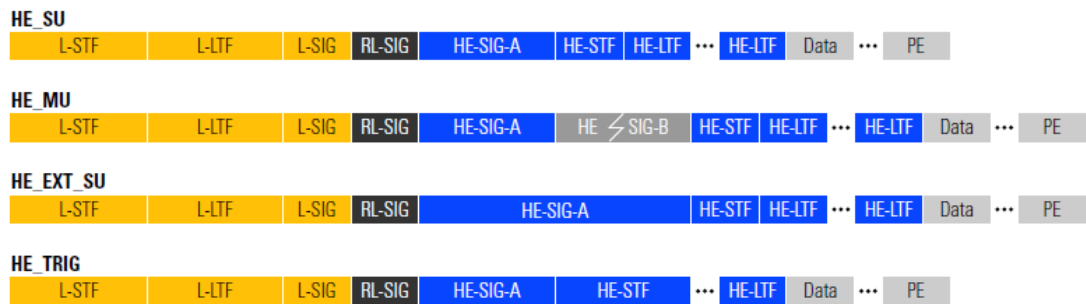 HE_SU
L-STF L-LTF L-SIG RL-SIG HE-SIG-A HE-STF HE-LTF ••• HE-LTF Data ••• PE
HE_MU
L-STF L-LTF L-SIG RL-SIG HE-SIG-A HE SIG-B HE-STF HE-LTF ••• HE-LTF Data ••• PE
HE_EXT_SU
L-STF L-LTF L-SIG RL-SIG HE-SIG-A HE-STF HE-LTF ••• HE-LTF Data ••• PE
HE_TRIG
L-STF L-LTF L-SIG RL-SIG HE-SIG-A HE-STF ••• HE-LTF Data ••• PE